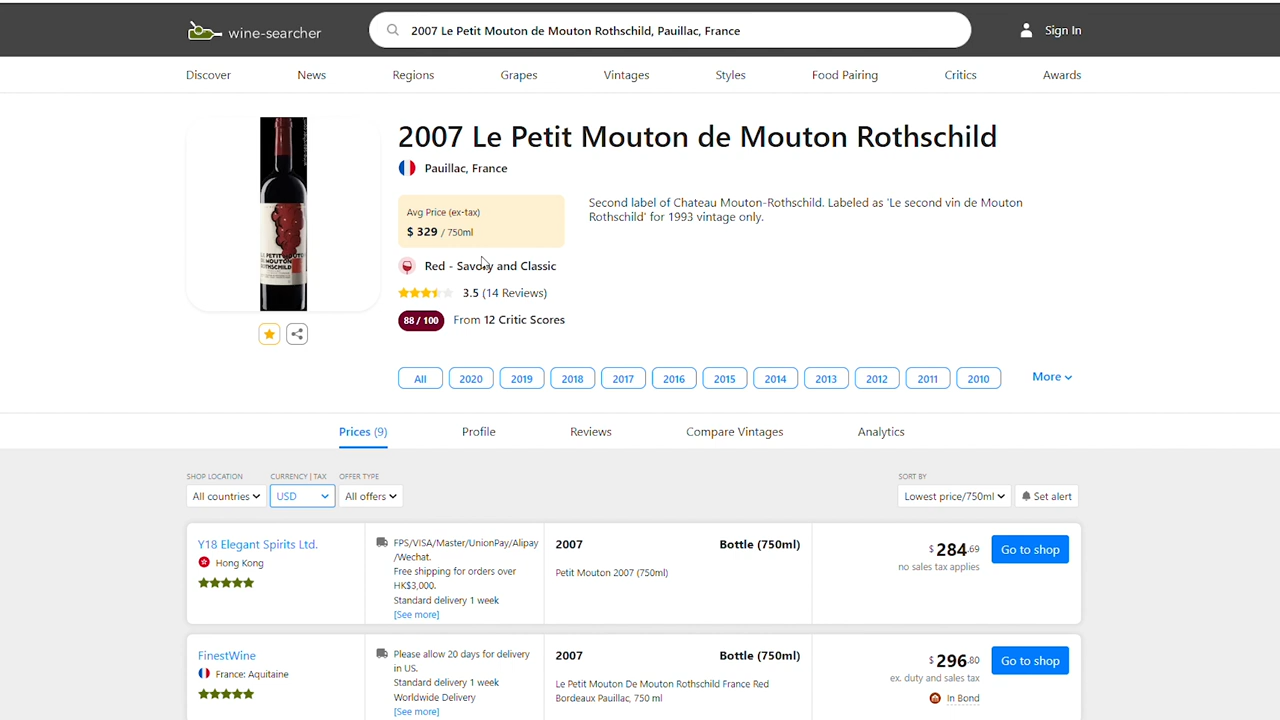 wine-searcher
2007 Le Petit Mouton de Mouton Rothschild, Pauillac, France
Sign In
Discover
News
Regions
Grapes
Vintages
Styles
Food Pairing
Critics
Awards
2007 Le Petit Mouton de Mouton Rothschild
Pauillac, France
Avg Price (ex-tax)
$ 329 / 750ml
Second label of Chateau Mouton-Rothschild. Labeled as 'Le second vin de Mouton
Rothschild' for 1993 vintage only.
Red - Savory and Classic
3.5 (14 Reviews)
88 / 100 From 12 Critic Scores
All
2020
2019
2018
2017
2016
2015
2014
2013
2012
2011
2010
More
Prices (9)
Profile
Reviews
Compare Vintages
Analytics
SHOP LOCATION
CURRENCY | TAX
OFFER TYPE
SORT BY
All countries
USD
All offers
Lowest price/750ml
Set alert
Y18 Elegant Spirits Ltd.
Hong Kong
FPS/VISA/Master/UnionPay/Alipay
/Wechat.
Free shipping for orders over
HK$3,000.
Standard delivery 1 week
[See more]
2007
Bottle (750ml)
Petit Mouton 2007 (750ml)
$ 284.69
no sales tax applies
Go to shop
FinestWine
France: Aquitaine
Please allow 20 days for delivery
in US.
Standard delivery 1 week
Worldwide Delivery
[See more]
2007
Bottle (750ml)
Le Petit Mouton De Mouton Rothschild France Red
Bordeaux Pauillac, 750 ml
$ 296.80
ex. duty and sales tax
In Bond
Go to shop